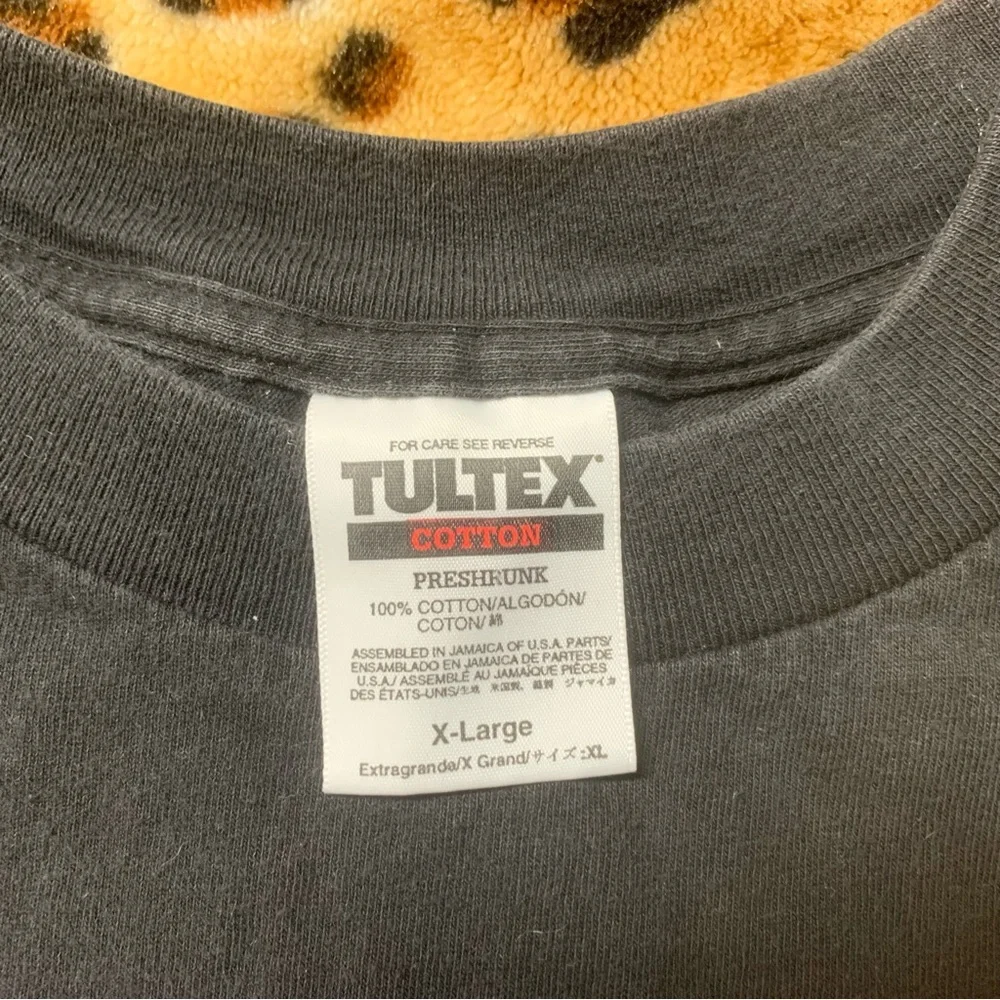 FOR CARE SEE REVERSE
TULTEX
COTTON
PRESHRUNK
100% COTTON/ALGODÓN/
COTON/綿
ASSEMBLED IN JAMAICA OF U.S.A. PARTS/
ENSAMBLADO EN JAMAICA DE PARTES DE
U.S.A./ ASSEMBLÉ AU JAMAÏQUE PIÈCES
DES ÉTATS-UNIS/生地 米国製、縫製 ジャマイカ
X-Large
Extragrande/X Grand/サイズ:XL